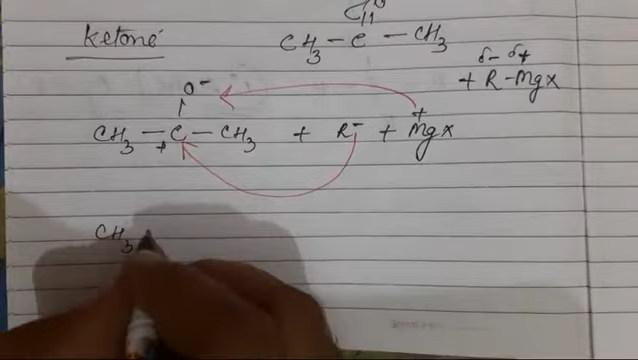 Ketone
O
||
CH3 - C - CH3
δ- δ+
+ R-Mgx
O-
|
CH3 - C - CH3 + R- + Mgx
+ +
CH3